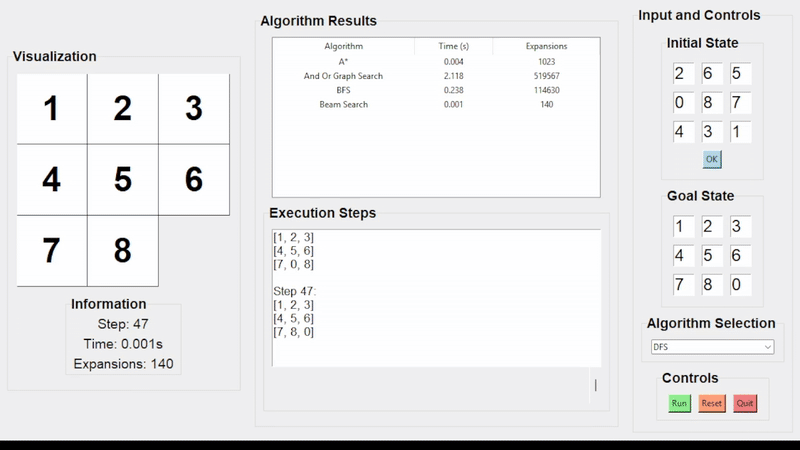 Visualization
1 2 3
4 5 6
7 8
Information
Step: 47
Time: 0.001s
Expansions: 140
Algorithm Results
Algorithm Time (s) Expansions
A* 0.004 1023
And Or Graph Search 2.118 519567
BFS 0.238 114630
Beam Search 0.001 140
Execution Steps
[1, 2, 3]
[4, 5, 6]
[7, 0, 8]
Step 47:
[1, 2, 3]
[4, 5, 6]
[7, 8, 0]
Input and Controls
Initial State
2 6 5
0 8 7
4 3 1
OK
Goal State
1 2 3
4 5 6
7 8 0
Algorithm Selection
DFS
Controls
Run Reset Quit